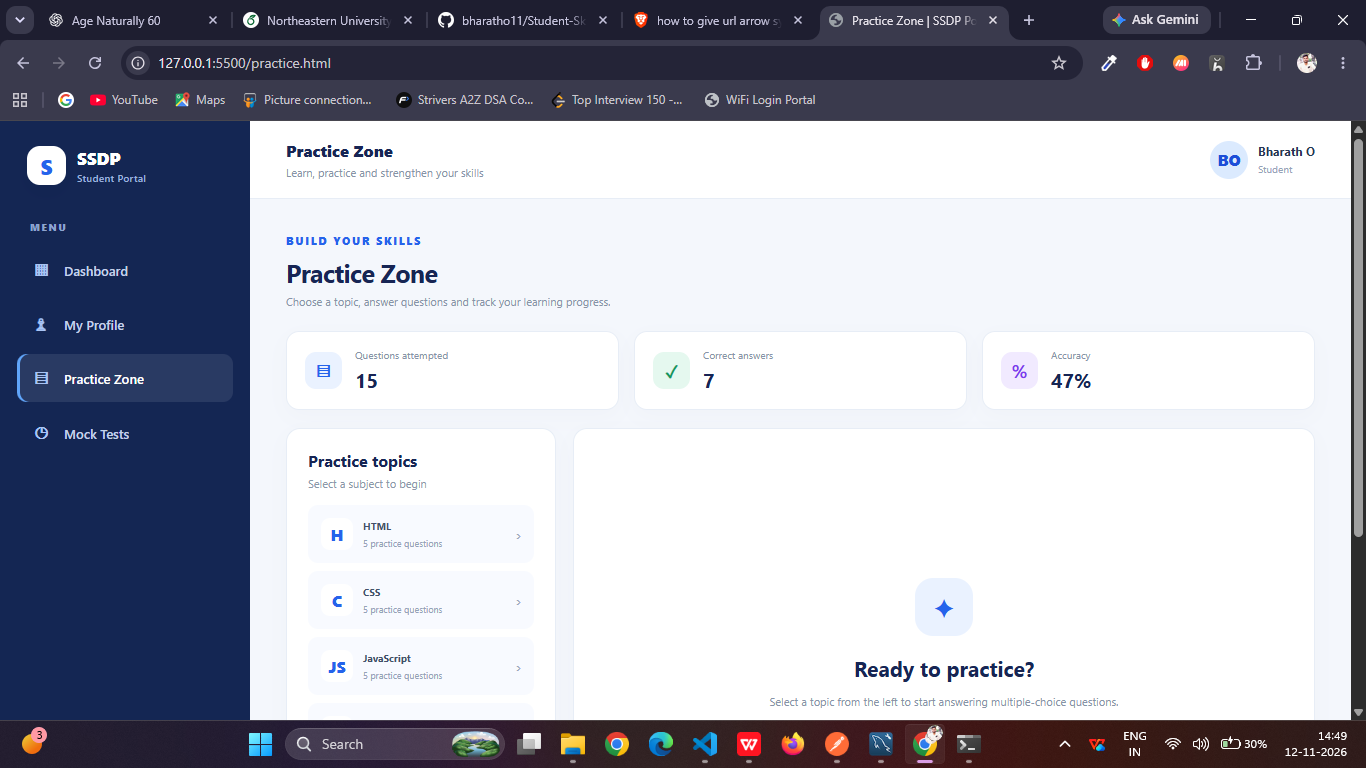 Age Naturally 60
Northeastern University
bharatho11/Student-Sk
how to give url arrow s
Practice Zone | SSDP Po
Ask Gemini
127.0.0.1:5500/practice.html
YouTube
Maps
Picture connection...
Strivers A2Z DSA Co...
Top Interview 150 -...
WiFi Login Portal
S
SSDP
Student Portal
MENU
Dashboard
My Profile
Practice Zone
Mock Tests
Practice Zone
Learn, practice and strengthen your skills
BO
Bharath O
Student
BUILD YOUR SKILLS
Practice Zone
Choose a topic, answer questions and track your learning progress.
Questions attempted
15
✓
Correct answers
7
%
Accuracy
47%
Practice topics
Select a subject to begin
H
HTML
5 practice questions
›
C
CSS
5 practice questions
›
JS
JavaScript
5 practice questions
›
✦
Ready to practice?
Select a topic from the left to start answering multiple-choice questions.
3
Search
ENG
IN
30%
14:49
12-11-2026